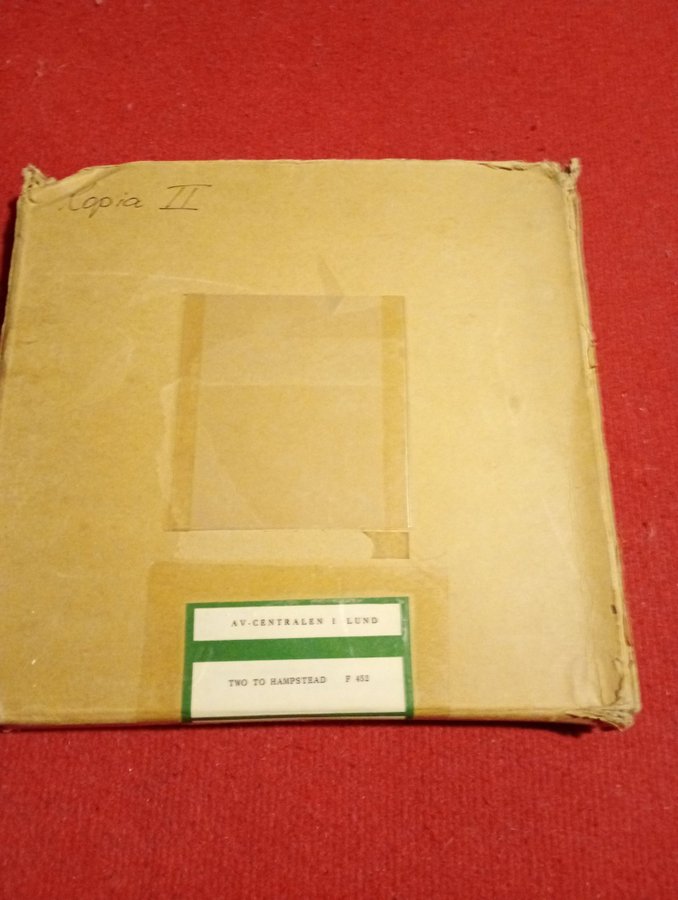 Kopia II
AV-CENTRALEN I LUND
TWO TO HAMPSTEAD F 452